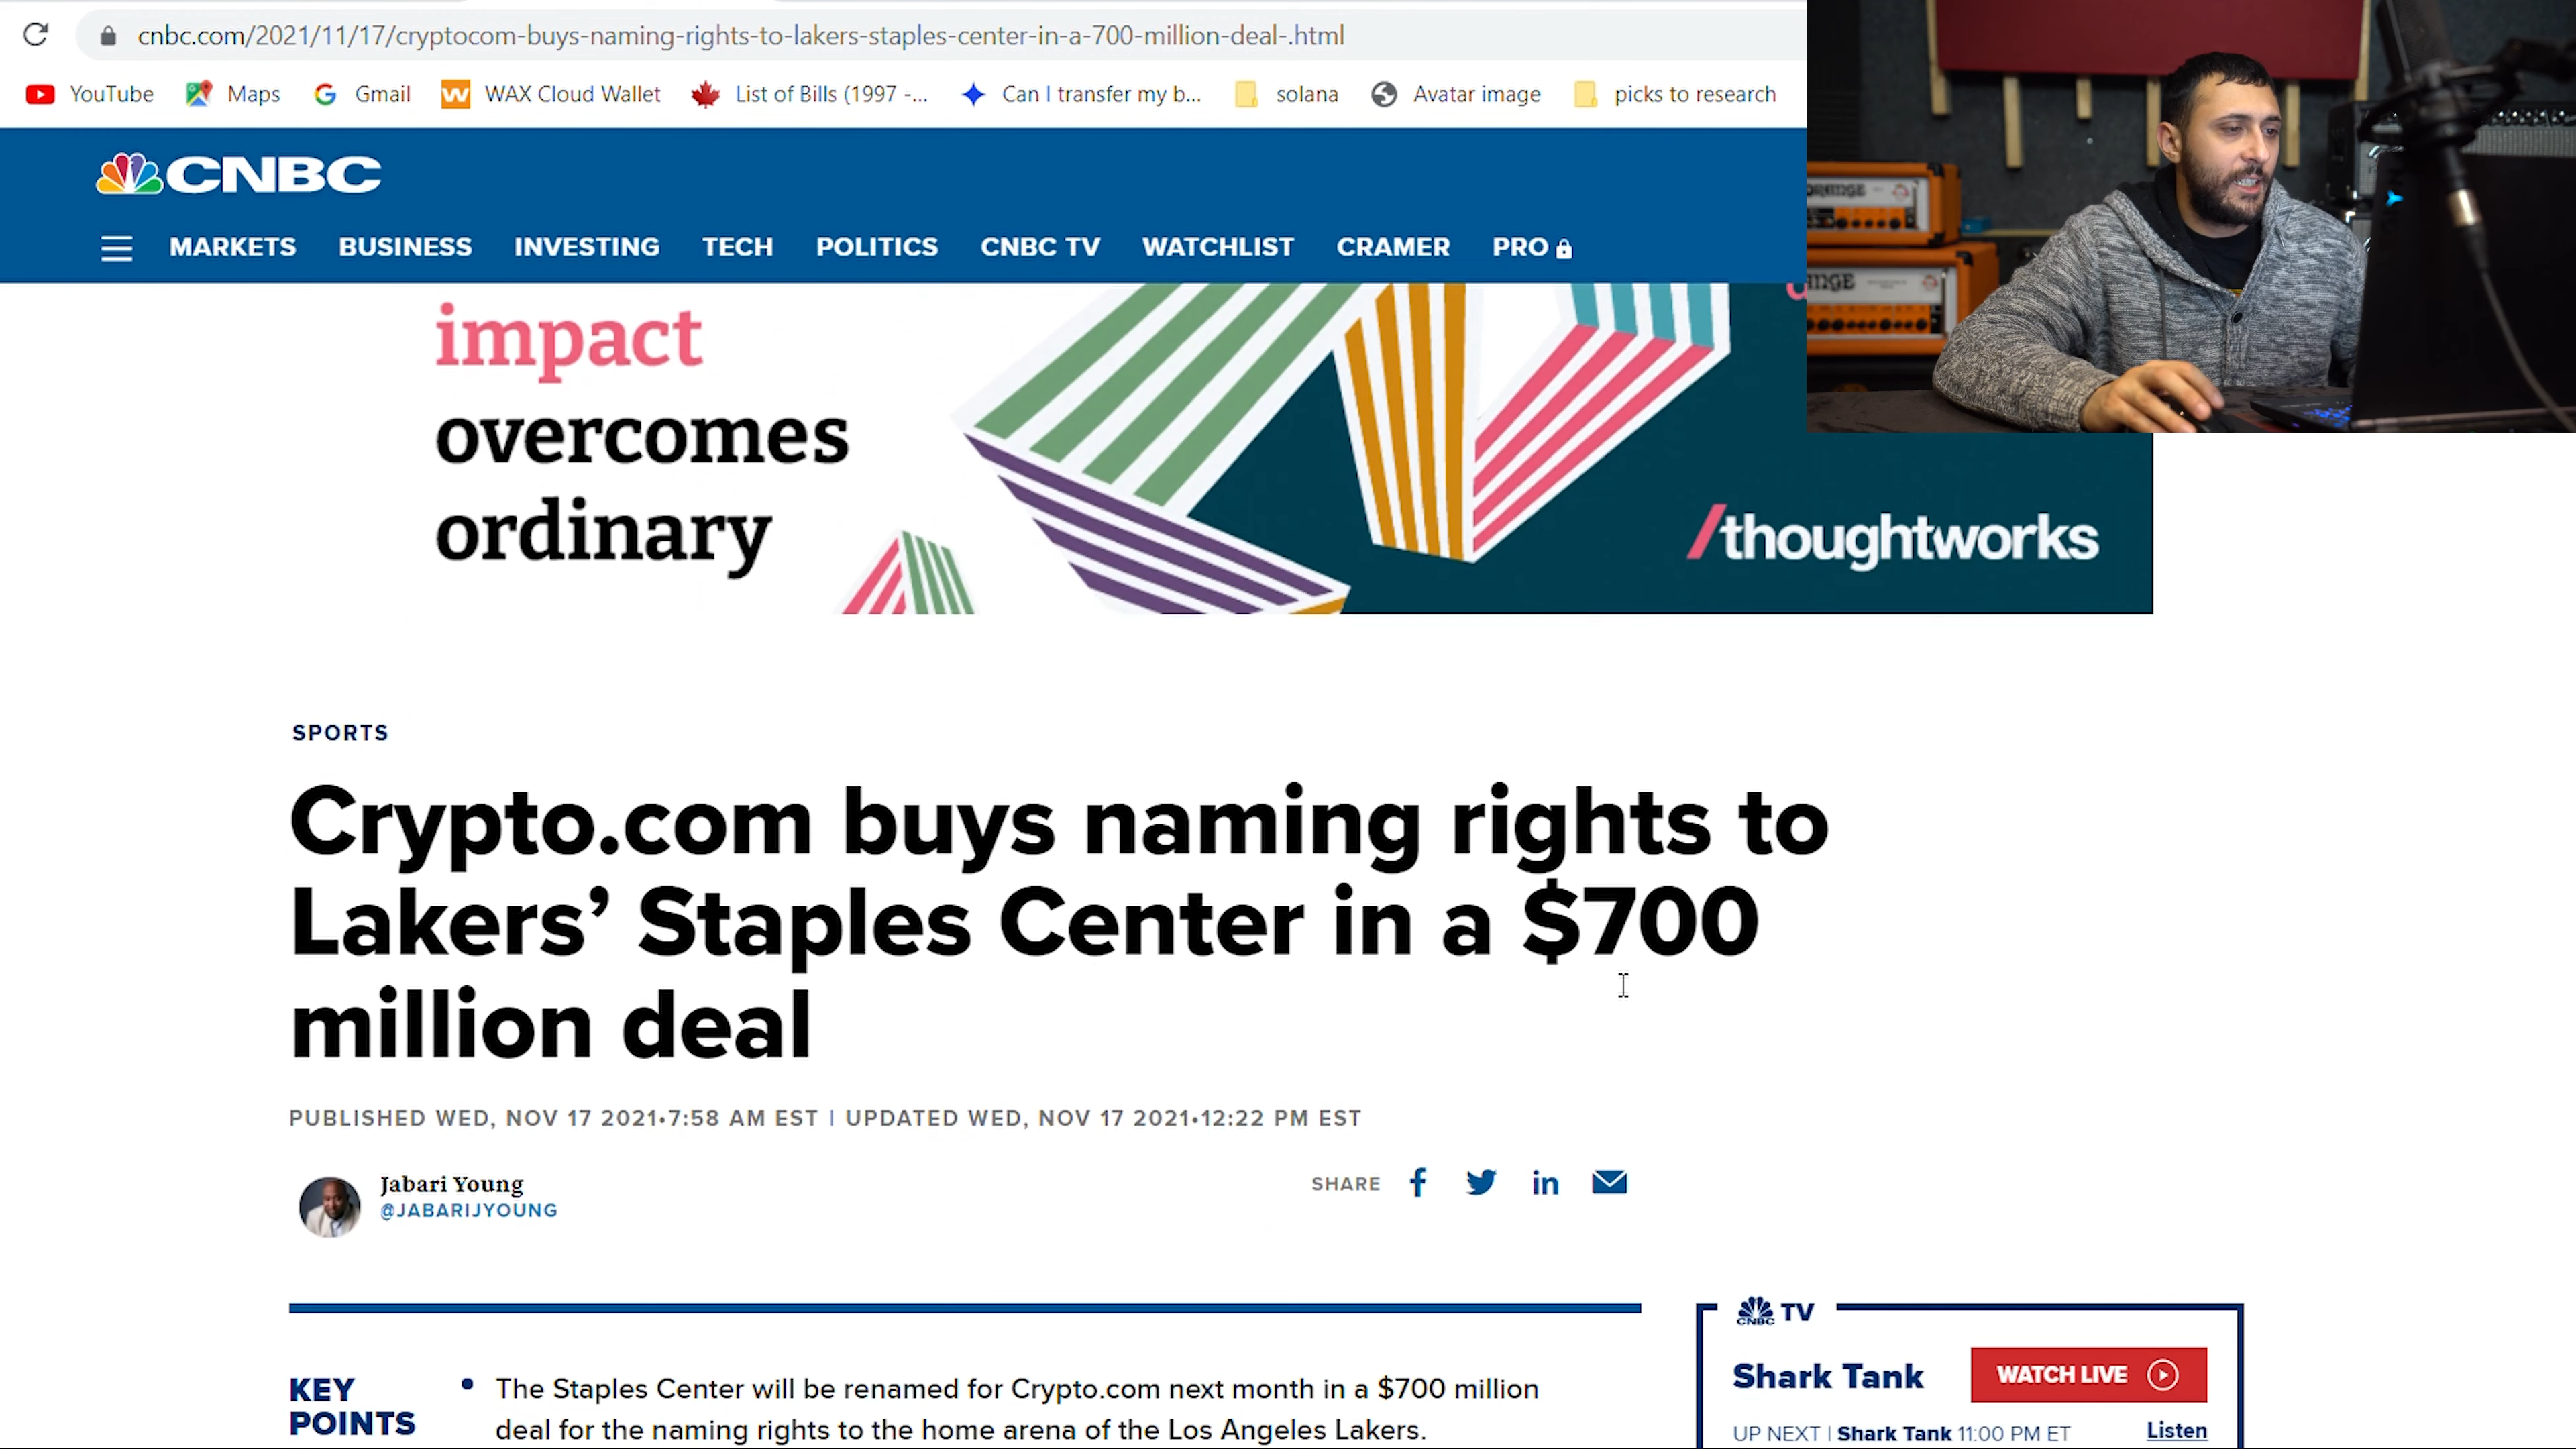 cnbc.com/2021/11/17/cryptocom-buys-naming-rights-to-lakers-staples-center-in-a-700-million-deal-.html
YouTube Maps Gmail WAX Cloud Wallet List of Bills (1997 -... Can I transfer my b... solana Avatar image picks to research
CNBC
MARKETS BUSINESS INVESTING TECH POLITICS CNBC TV WATCHLIST CRAMER PRO
impact
overcomes
ordinary
/thoughtworks
SPORTS
Crypto.com buys naming rights to
Lakers’ Staples Center in a $700
million deal
PUBLISHED WED, NOV 17 2021•7:58 AM EST | UPDATED WED, NOV 17 2021•12:22 PM EST
Jabari Young
@JABARIJYOUNG
SHARE
CNBC TV
KEY
POINTS
• The Staples Center will be renamed for Crypto.com next month in a $700 million
deal for the naming rights to the home arena of the Los Angeles Lakers.
Shark Tank WATCH LIVE
UP NEXT | Shark Tank 11:00 PM ET Listen